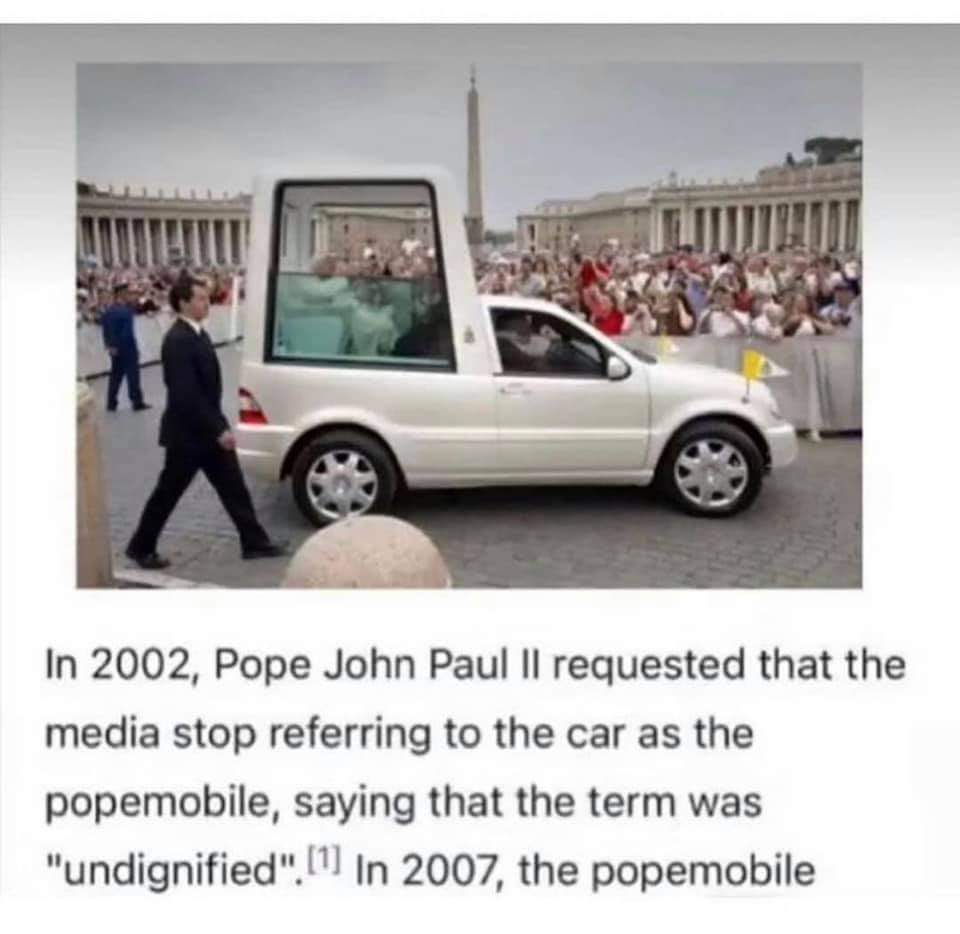 In 2002, Pope John Paul II requested that the
media stop referring to the car as the
popemobile, saying that the term was
"undignified".[1] In 2007, the popemobile